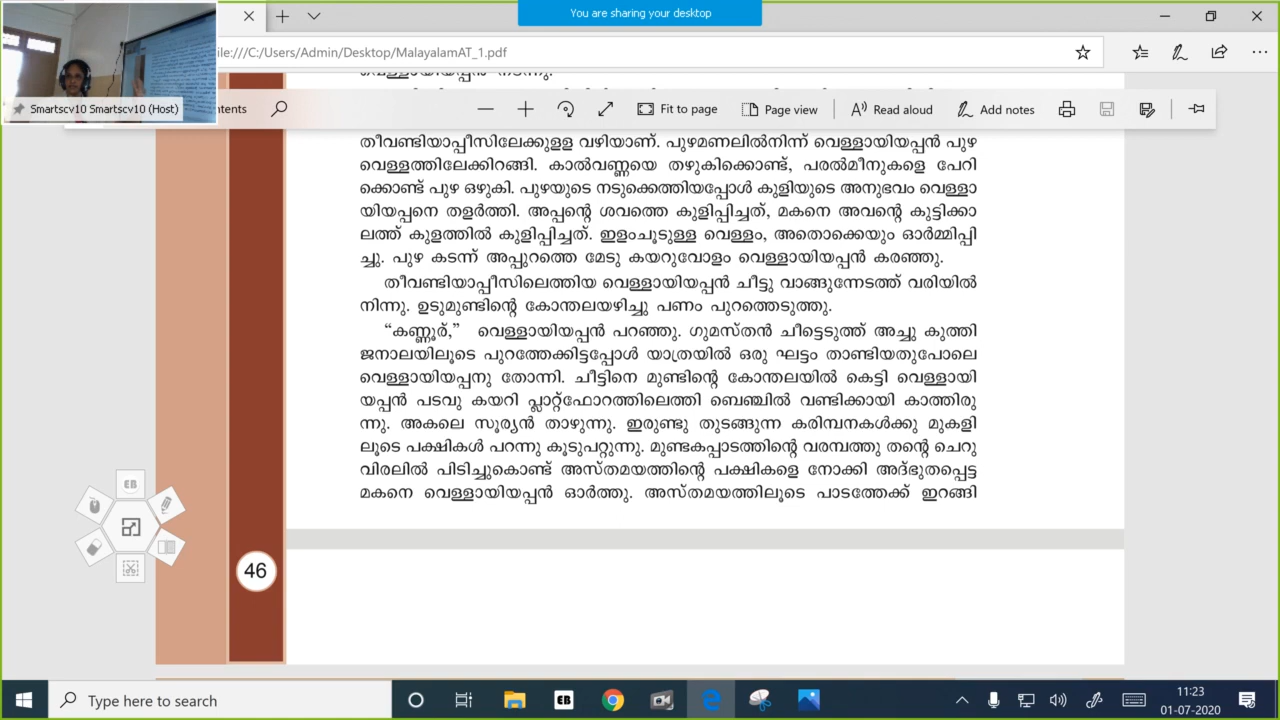 You are sharing your desktop
ile:///C:/Users/Admin/Desktop/MalayalamAT_1.pdf
Smartscv10 Smartscv10 (Host)
ntents
Fit to page
Page view
Read aloud
Add notes
വെള്ളായിയപ്പൻ നടന്നു.
തീവണ്ടിയാപ്പീസിലേക്കുളള വഴിയാണ്. പുഴമണലിൽനിന്ന് വെള്ളായിയപ്പൻ പുഴ
വെള്ളത്തിലേക്കിറങ്ങി. കാൽവണ്ണയെ തഴുകിക്കൊണ്ട്, പരൽമീനുകളെ പേറി
ക്കൊണ്ട് പുഴ ഒഴുകി. പുഴയുടെ നടുക്കെത്തിയപ്പോൾ കുളിയുടെ അനുഭവം വെള്ളാ
യിയപ്പനെ തളർത്തി. അപ്പന്റെ ശവത്തെ കുളിപ്പിച്ചത്, മകനെ അവന്റെ കുട്ടിക്കാ
ലത്ത് കുളത്തിൽ കുളിപ്പിച്ചത്. ഇളംചൂടുള്ള വെള്ളം, അതൊക്കെയും ഓർമ്മിപ്പി
ച്ചു. പുഴ കടന്ന് അപ്പുറത്തെ മേടു കയറുവോളം വെള്ളായിയപ്പൻ കരഞ്ഞു.
തീവണ്ടിയാപ്പീസിലെത്തിയ വെള്ളായിയപ്പൻ ചീട്ടു വാങ്ങുന്നേടത്ത് വരിയിൽ
നിന്നു. ഉടുമുണ്ടിന്റെ കോന്തലയഴിച്ചു പണം പുറത്തെടുത്തു.
“കണ്ണൂര്,” വെള്ളായിയപ്പൻ പറഞ്ഞു. ഗുമസ്തൻ ചീട്ടെടുത്ത് അച്ചു കുത്തി
ജനാലയിലൂടെ പുറത്തേക്കിട്ടപ്പോൾ യാത്രയിൽ ഒരു ഘട്ടം താണ്ടിയതുപോലെ
വെള്ളായിയപ്പനു തോന്നി. ചീട്ടിനെ മുണ്ടിന്റെ കോന്തലയിൽ കെട്ടി വെള്ളായി
യപ്പൻ പടവു കയറി പ്ലാറ്റ്ഫോറത്തിലെത്തി ബെഞ്ചിൽ വണ്ടിക്കായി കാത്തിരു
ന്നു. അകലെ സൂര്യൻ താഴുന്നു. ഇരുണ്ടു തുടങ്ങുന്ന കരിമ്പനകൾക്കു മുകളി
ലൂടെ പക്ഷികൾ പറന്നു കൂടുപറ്റുന്നു. മുണ്ടകപ്പാടത്തിന്റെ വരമ്പത്തു തന്റെ ചെറു
വിരലിൽ പിടിച്ചുകൊണ്ട് അസ്തമയത്തിന്റെ പക്ഷികളെ നോക്കി അദ്ഭുതപ്പെട്ട
മകനെ വെള്ളായിയപ്പൻ ഓർത്തു. അസ്തമയത്തിലൂടെ പാടത്തേക്ക് ഇറങ്ങി
EB
46
Type here to search
EB
11:23
01-07-2020